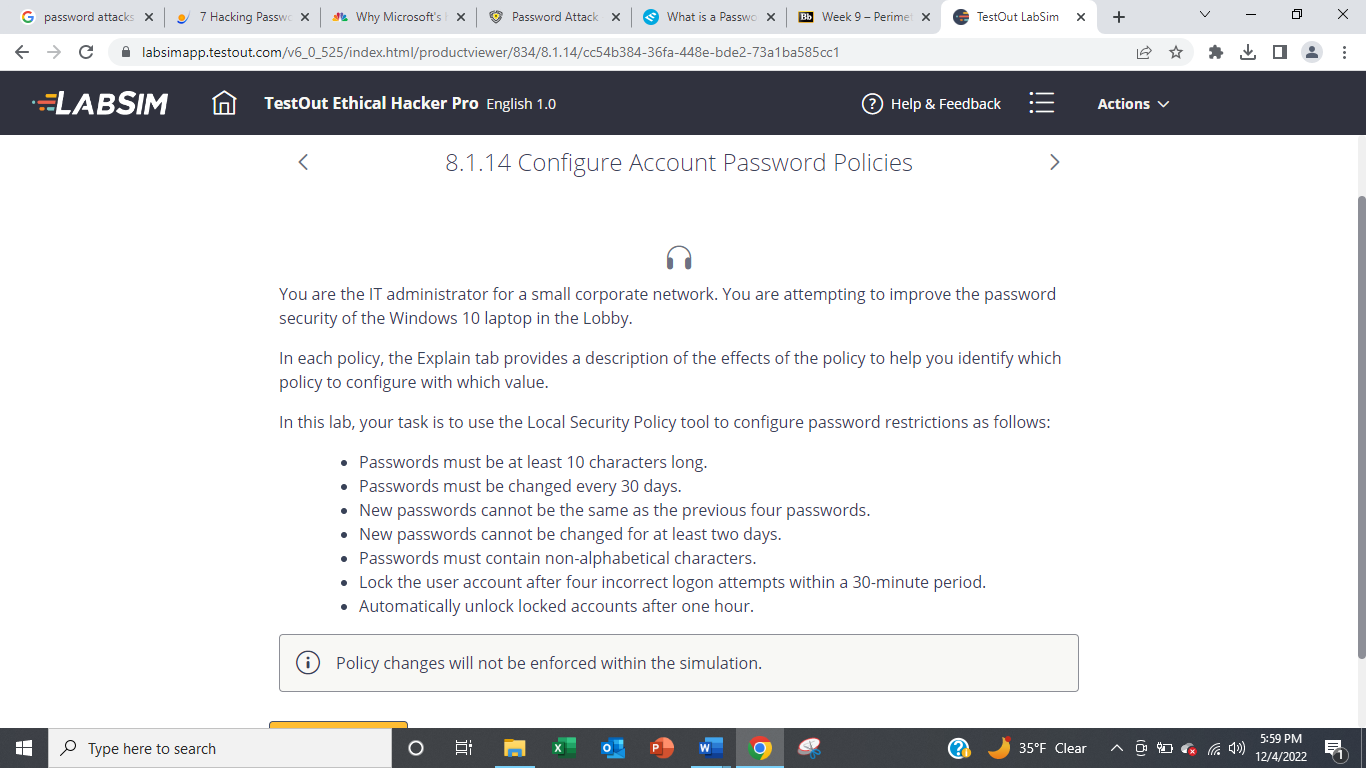 password attacks
7 Hacking Passwo
Why Microsoft's
Password Attack
What is a Passwo
Week 9 – Perimet
TestOut LabSim
labsimapp.testout.com/v6_0_525/index.html/productviewer/834/8.1.14/cc54b384-36fa-448e-bde2-73a1ba585cc1
LABSIM
TestOut Ethical Hacker Pro English 1.0
Help & Feedback
Actions
8.1.14 Configure Account Password Policies
You are the IT administrator for a small corporate network. You are attempting to improve the password
security of the Windows 10 laptop in the Lobby.
In each policy, the Explain tab provides a description of the effects of the policy to help you identify which
policy to configure with which value.
In this lab, your task is to use the Local Security Policy tool to configure password restrictions as follows:
• Passwords must be at least 10 characters long.
• Passwords must be changed every 30 days.
• New passwords cannot be the same as the previous four passwords.
• New passwords cannot be changed for at least two days.
• Passwords must contain non-alphabetical characters.
• Lock the user account after four incorrect logon attempts within a 30-minute period.
• Automatically unlock locked accounts after one hour.
Policy changes will not be enforced within the simulation.
Type here to search
35°F Clear
5:59 PM
12/4/2022
1